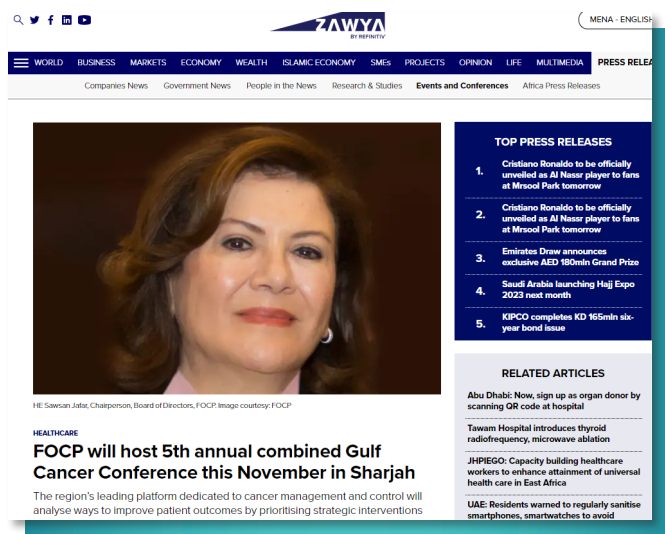 ZAWYA
BY REFINITIV
MENA - ENGLISH
WORLD BUSINESS MARKETS ECONOMY WEALTH ISLAMIC ECONOMY SMEs PROJECTS OPINION LIFE MULTIMEDIA PRESS RELEA
Companies News Government News People in the News Research & Studies Events and Conferences Africa Press Releases
HE Sawsan Jafar, Chairperson, Board of Directors, FOCP. Image courtesy: FOCP
HEALTHCARE
FOCP will host 5th annual combined Gulf
Cancer Conference this November in Sharjah
The region's leading platform dedicated to cancer management and control will
analyse ways to improve patient outcomes by prioritising strategic interventions
TOP PRESS RELEASES
1. Cristiano Ronaldo to be officially
unveiled as Al Nassr player to fans
at Mrsool Park tomorrow
2. Cristiano Ronaldo to be officially
unveiled as Al Nassr player to fans
at Mrsool Park tomorrow
3. Emirates Draw announces
exclusive AED 180mln Grand Prize
4. Saudi Arabia launching Hajj Expo
2023 next month
5. KIPCO completes KD 165mln six-
year bond issue
RELATED ARTICLES
Abu Dhabi: Now, sign up as organ donor by
scanning QR code at hospital
Tawam Hospital introduces thyroid
radiofrequency, microwave ablation
JHPIEGO: Capacity building healthcare
workers to enhance attainment of universal
health care in East Africa
UAE: Residents warned to regularly sanitise
smartphones, smartwatches to avoid